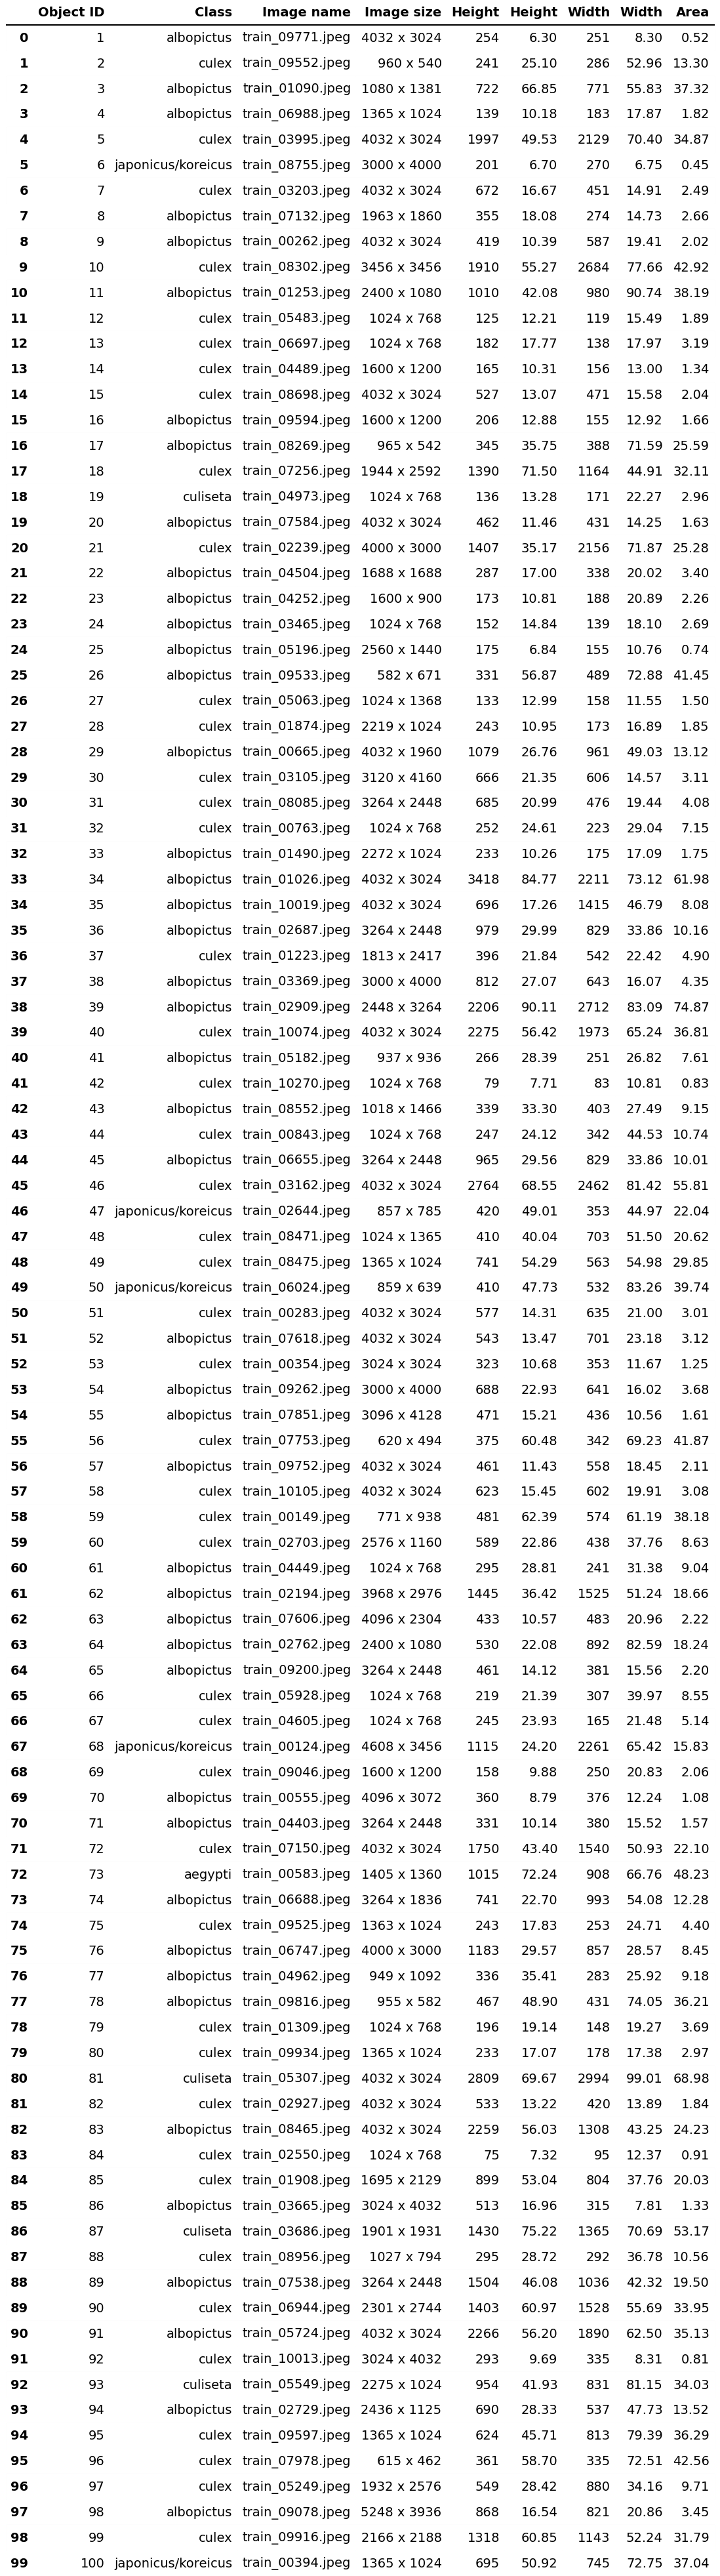 Object ID Class Image name Image size Height Height Width Width Area
0 1 albopictus train_09771.jpeg 4032 x 3024 254 6.30 251 8.30 0.52
1 2 culex train_09552.jpeg 960 x 540 241 25.10 286 52.96 13.30
2 3 albopictus train_01090.jpeg 1080 x 1381 722 66.85 771 55.83 37.32
3 4 albopictus train_06988.jpeg 1365 x 1024 139 10.18 183 17.87 1.82
4 5 culex train_03995.jpeg 4032 x 3024 1997 49.53 2129 70.40 34.87
5 6 japonicus/koreicus train_08755.jpeg 3000 x 4000 201 6.70 270 6.75 0.45
6 7 culex train_03203.jpeg 4032 x 3024 672 16.67 451 14.91 2.49
7 8 albopictus train_07132.jpeg 1963 x 1860 355 18.08 274 14.73 2.66
8 9 albopictus train_00262.jpeg 4032 x 3024 419 10.39 587 19.41 2.02
9 10 culex train_08302.jpeg 3456 x 3456 1910 55.27 2684 77.66 42.92
10 11 albopictus train_01253.jpeg 2400 x 1080 1010 42.08 980 90.74 38.19
11 12 culex train_05483.jpeg 1024 x 768 125 12.21 119 15.49 1.89
12 13 culex train_06697.jpeg 1024 x 768 182 17.77 138 17.97 3.19
13 14 culex train_04489.jpeg 1600 x 1200 165 10.31 156 13.00 1.34
14 15 culex train_08698.jpeg 4032 x 3024 527 13.07 471 15.58 2.04
15 16 albopictus train_09594.jpeg 1600 x 1200 206 12.88 155 12.92 1.66
16 17 albopictus train_08269.jpeg 965 x 542 345 35.75 388 71.59 25.59
17 18 culex train_07256.jpeg 1944 x 2592 1390 71.50 1164 44.91 32.11
18 19 culiseta train_04973.jpeg 1024 x 768 136 13.28 171 22.27 2.96
19 20 albopictus train_07584.jpeg 4032 x 3024 462 11.46 431 14.25 1.63
20 21 culex train_02239.jpeg 4000 x 3000 1407 35.17 2156 71.87 25.28
21 22 albopictus train_04504.jpeg 1688 x 1688 287 17.00 338 20.02 3.40
22 23 albopictus train_04252.jpeg 1600 x 900 173 10.81 188 20.89 2.26
23 24 albopictus train_03465.jpeg 1024 x 768 152 14.84 139 18.10 2.69
24 25 albopictus train_05196.jpeg 2560 x 1440 175 6.84 155 10.76 0.74
25 26 albopictus train_09533.jpeg 582 x 671 331 56.87 489 72.88 41.45
26 27 culex train_05063.jpeg 1024 x 1368 133 12.99 158 11.55 1.50
27 28 culex train_01874.jpeg 2219 x 1024 243 10.95 173 16.89 1.85
28 29 albopictus train_00665.jpeg 4032 x 1960 1079 26.76 961 49.03 13.12
29 30 culex train_03105.jpeg 3120 x 4160 666 21.35 606 14.57 3.11
30 31 culex train_08085.jpeg 3264 x 2448 685 20.99 476 19.44 4.08
31 32 culex train_00763.jpeg 1024 x 768 252 24.61 223 29.04 7.15
32 33 albopictus train_01490.jpeg 2272 x 1024 233 10.26 175 17.09 1.75
33 34 albopictus train_01026.jpeg 4032 x 3024 3418 84.77 2211 73.12 61.98
34 35 albopictus train_10019.jpeg 4032 x 3024 696 17.26 1415 46.79 8.08
35 36 albopictus train_02687.jpeg 3264 x 2448 979 29.99 829 33.86 10.16
36 37 culex train_01223.jpeg 1813 x 2417 396 21.84 542 22.42 4.90
37 38 albopictus train_03369.jpeg 3000 x 4000 812 27.07 643 16.07 4.35
38 39 albopictus train_02909.jpeg 2448 x 3264 2206 90.11 2712 83.09 74.87
39 40 culex train_10074.jpeg 4032 x 3024 2275 56.42 1973 65.24 36.81
40 41 albopictus train_05182.jpeg 937 x 936 266 28.39 251 26.82 7.61
41 42 culex train_10270.jpeg 1024 x 768 79 7.71 83 10.81 0.83
42 43 albopictus train_08552.jpeg 1018 x 1466 339 33.30 403 27.49 9.15
43 44 culex train_00843.jpeg 1024 x 768 247 24.12 342 44.53 10.74
44 45 albopictus train_06655.jpeg 3264 x 2448 965 29.56 829 33.86 10.01
45 46 culex train_03162.jpeg 4032 x 3024 2764 68.55 2462 81.42 55.81
46 47 japonicus/koreicus train_02644.jpeg 857 x 785 420 49.01 353 44.97 22.04
47 48 culex train_08471.jpeg 1024 x 1365 410 40.04 703 51.50 20.62
48 49 culex train_08475.jpeg 1365 x 1024 741 54.29 563 54.98 29.85
49 50 japonicus/koreicus train_06024.jpeg 859 x 639 410 47.73 532 83.26 39.74
50 51 culex train_00283.jpeg 4032 x 3024 577 14.31 635 21.00 3.01
51 52 albopictus train_07618.jpeg 4032 x 3024 543 13.47 701 23.18 3.12
52 53 culex train_00354.jpeg 3024 x 3024 323 10.68 353 11.67 1.25
53 54 albopictus train_09262.jpeg 3000 x 4000 688 22.93 641 16.02 3.68
54 55 albopictus train_07851.jpeg 3096 x 4128 471 15.21 436 10.56 1.61
55 56 culex train_07753.jpeg 620 x 494 375 60.48 342 69.23 41.87
56 57 albopictus train_09752.jpeg 4032 x 3024 461 11.43 558 18.45 2.11
57 58 culex train_10105.jpeg 4032 x 3024 623 15.45 602 19.91 3.08
58 59 culex train_00149.jpeg 771 x 938 481 62.39 574 61.19 38.18
59 60 culex train_02703.jpeg 2576 x 1160 589 22.86 438 37.76 8.63
60 61 albopictus train_04449.jpeg 1024 x 768 295 28.81 241 31.38 9.04
61 62 albopictus train_02194.jpeg 3968 x 2976 1445 36.42 1525 51.24 18.66
62 63 albopictus train_07606.jpeg 4096 x 2304 433 10.57 483 20.96 2.22
63 64 albopictus train_02762.jpeg 2400 x 1080 530 22.08 892 82.59 18.24
64 65 albopictus train_09200.jpeg 3264 x 2448 461 14.12 381 15.56 2.20
65 66 culex train_05928.jpeg 1024 x 768 219 21.39 307 39.97 8.55
66 67 culex train_04605.jpeg 1024 x 768 245 23.93 165 21.48 5.14
67 68 japonicus/koreicus train_00124.jpeg 4608 x 3456 1115 24.20 2261 65.42 15.83
68 69 culex train_09046.jpeg 1600 x 1200 158 9.88 250 20.83 2.06
69 70 albopictus train_00555.jpeg 4096 x 3072 360 8.79 376 12.24 1.08
70 71 albopictus train_04403.jpeg 3264 x 2448 331 10.14 380 15.52 1.57
71 72 culex train_07150.jpeg 4032 x 3024 1750 43.40 1540 50.93 22.10
72 73 aegypti train_00583.jpeg 1405 x 1360 1015 72.24 908 66.76 48.23
73 74 albopictus train_06688.jpeg 3264 x 1836 741 22.70 993 54.08 12.28
74 75 culex train_09525.jpeg 1363 x 1024 243 17.83 253 24.71 4.40
75 76 albopictus train_06747.jpeg 4000 x 3000 1183 29.57 857 28.57 8.45
76 77 albopictus train_04962.jpeg 949 x 1092 336 35.41 283 25.92 9.18
77 78 albopictus train_09816.jpeg 955 x 582 467 48.90 431 74.05 36.21
78 79 culex train_01309.jpeg 1024 x 768 196 19.14 148 19.27 3.69
79 80 culex train_09934.jpeg 1365 x 1024 233 17.07 178 17.38 2.97
80 81 culiseta train_05307.jpeg 4032 x 3024 2809 69.67 2994 99.01 68.98
81 82 culex train_02927.jpeg 4032 x 3024 533 13.22 420 13.89 1.84
82 83 albopictus train_08465.jpeg 4032 x 3024 2259 56.03 1308 43.25 24.23
83 84 culex train_02550.jpeg 1024 x 768 75 7.32 95 12.37 0.91
84 85 culex train_01908.jpeg 1695 x 2129 899 53.04 804 37.76 20.03
85 86 albopictus train_03665.jpeg 3024 x 4032 513 16.96 315 7.81 1.33
86 87 culiseta train_03686.jpeg 1901 x 1931 1430 75.22 1365 70.69 53.17
87 88 culex train_08956.jpeg 1027 x 794 295 28.72 292 36.78 10.56
88 89 albopictus train_07538.jpeg 3264 x 2448 1504 46.08 1036 42.32 19.50
89 90 culex train_06944.jpeg 2301 x 2744 1403 60.97 1528 55.69 33.95
90 91 albopictus train_05724.jpeg 4032 x 3024 2266 56.20 1890 62.50 35.13
91 92 culex train_10013.jpeg 3024 x 4032 293 9.69 335 8.31 0.81
92 93 culiseta train_05549.jpeg 2275 x 1024 954 41.93 831 81.15 34.03
93 94 albopictus train_02729.jpeg 2436 x 1125 690 28.33 537 47.73 13.52
94 95 culex train_09597.jpeg 1365 x 1024 624 45.71 813 79.39 36.29
95 96 culex train_07978.jpeg 615 x 462 361 58.70 335 72.51 42.56
96 97 culex train_05249.jpeg 1932 x 2576 549 28.42 880 34.16 9.71
97 98 albopictus train_09078.jpeg 5248 x 3936 868 16.54 821 20.86 3.45
98 99 culex train_09916.jpeg 2166 x 2188 1318 60.85 1143 52.24 31.79
99 100 japonicus/koreicus train_00394.jpeg 1365 x 1024 695 50.92 745 72.75 37.04